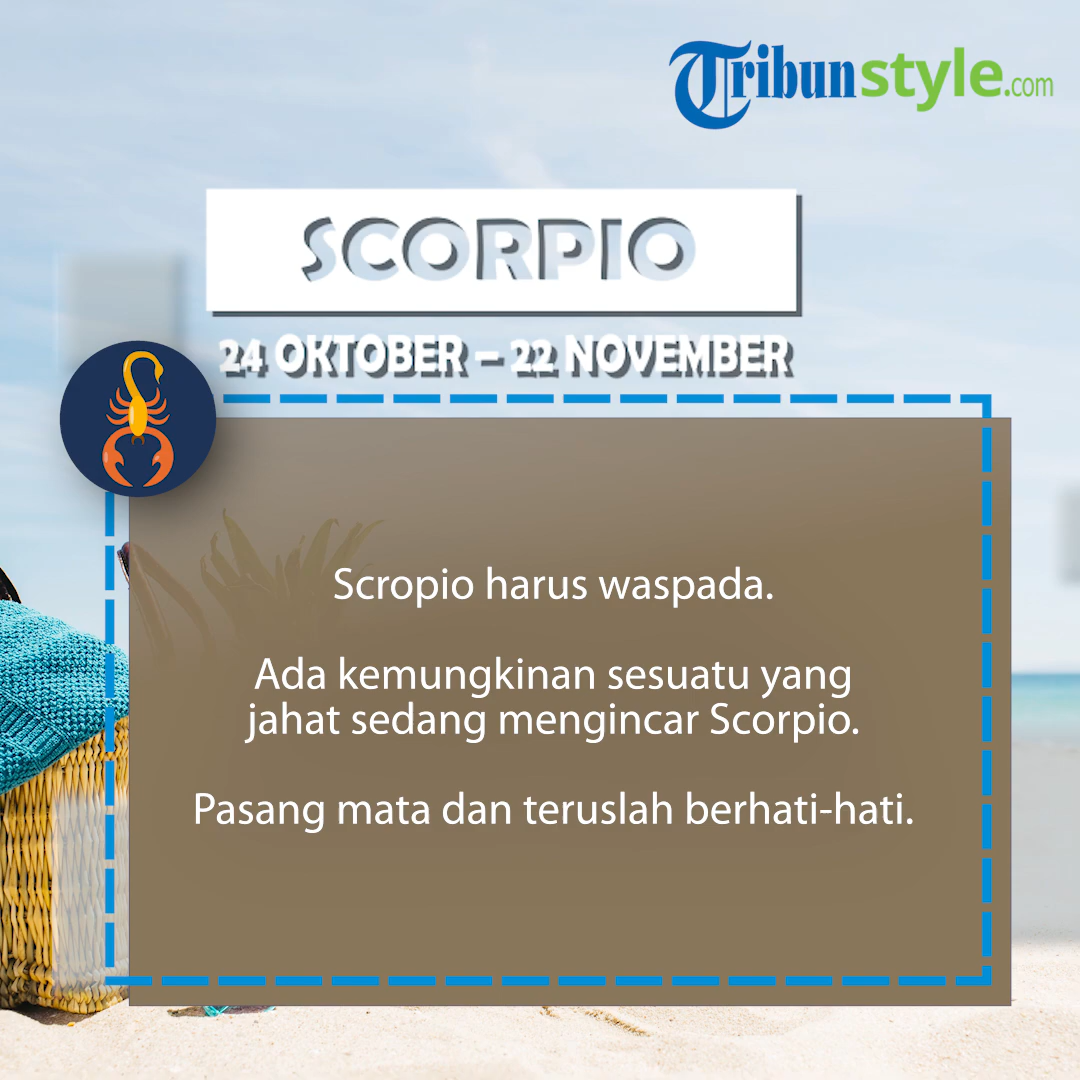 Tribunstyle.com
SCORPIO
24 OKTOBER – 22 NOVEMBER
Scropio harus waspada.
Ada kemungkinan sesuatu yang
jahat sedang mengincar Scorpio.
Pasang mata dan teruslah berhati-hati.